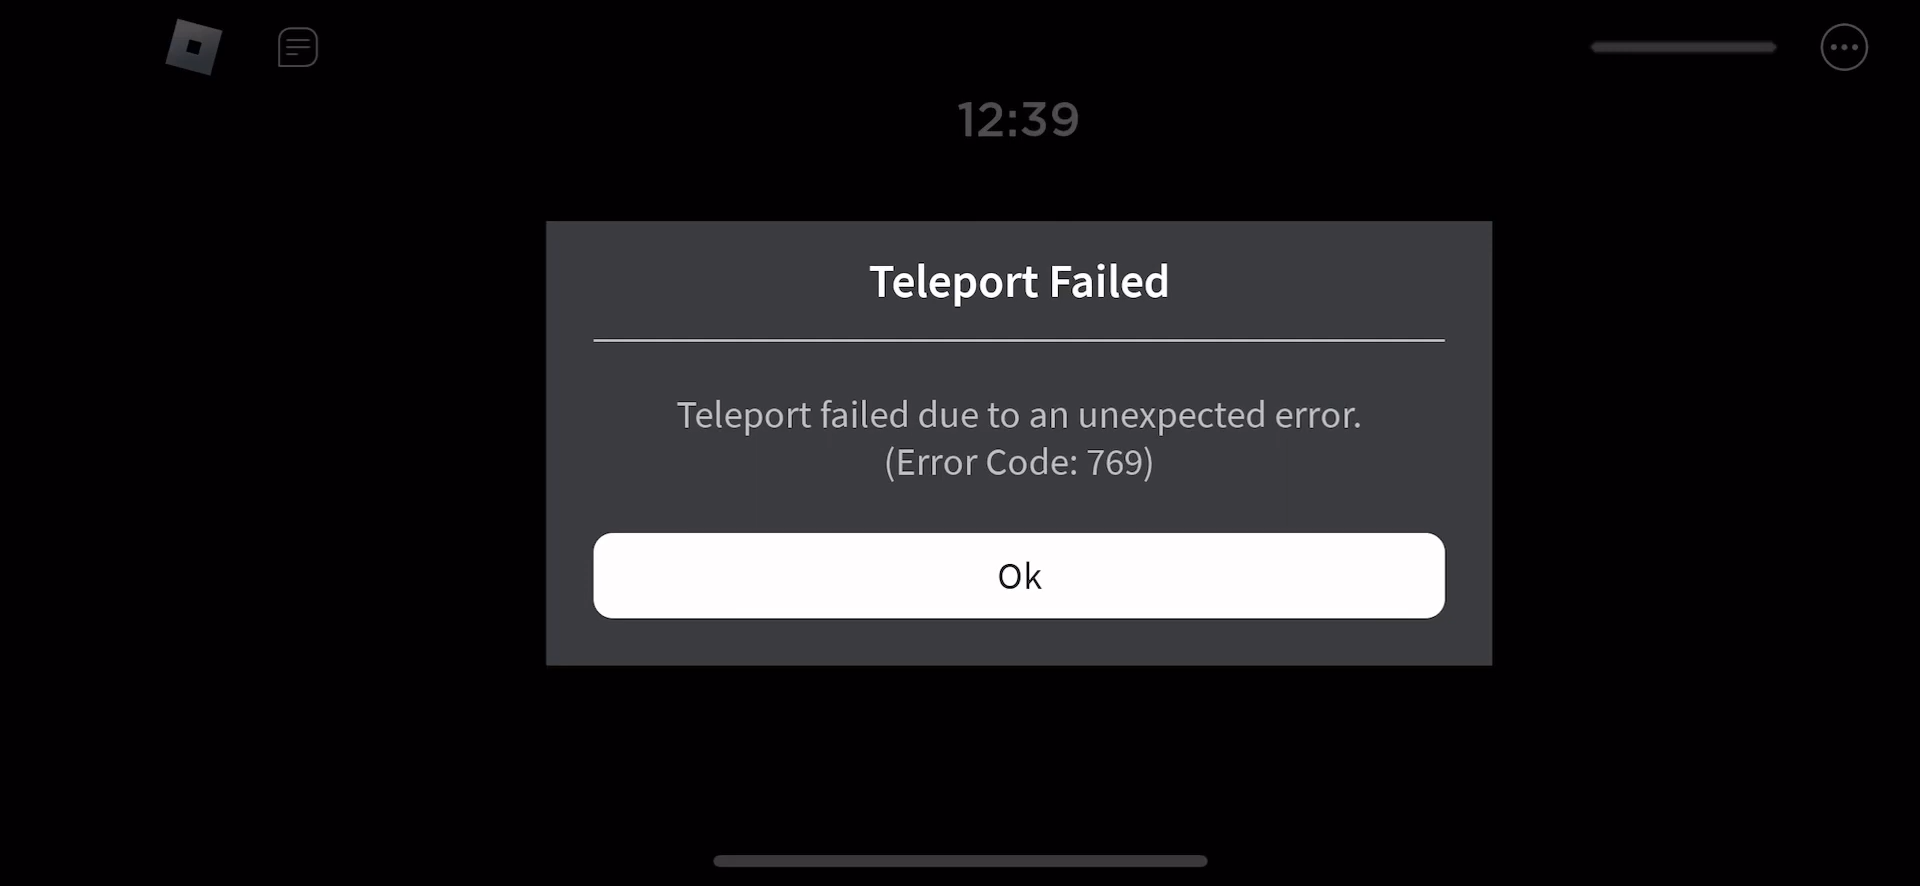 12:39
Teleport Failed
Teleport failed due to an unexpected error.
(Error Code: 769)
Ok